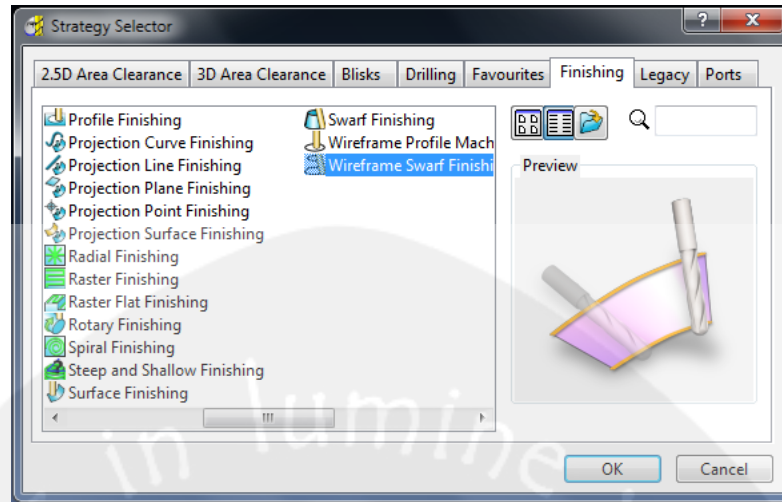 Strategy Selector
?
X
2.5D Area Clearance
3D Area Clearance
Blisks
Drilling
Favourites
Finishing
Legacy
Ports
Profile Finishing
Projection Curve Finishing
Projection Line Finishing
Projection Plane Finishing
Projection Point Finishing
Projection Surface Finishing
Radial Finishing
Raster Finishing
Raster Flat Finishing
Rotary Finishing
Spiral Finishing
Steep and Shallow Finishing
Surface Finishing
Swarf Finishing
Wireframe Profile Mach
Wireframe Swarf Finishi
Preview
in lumine
OK
Cancel